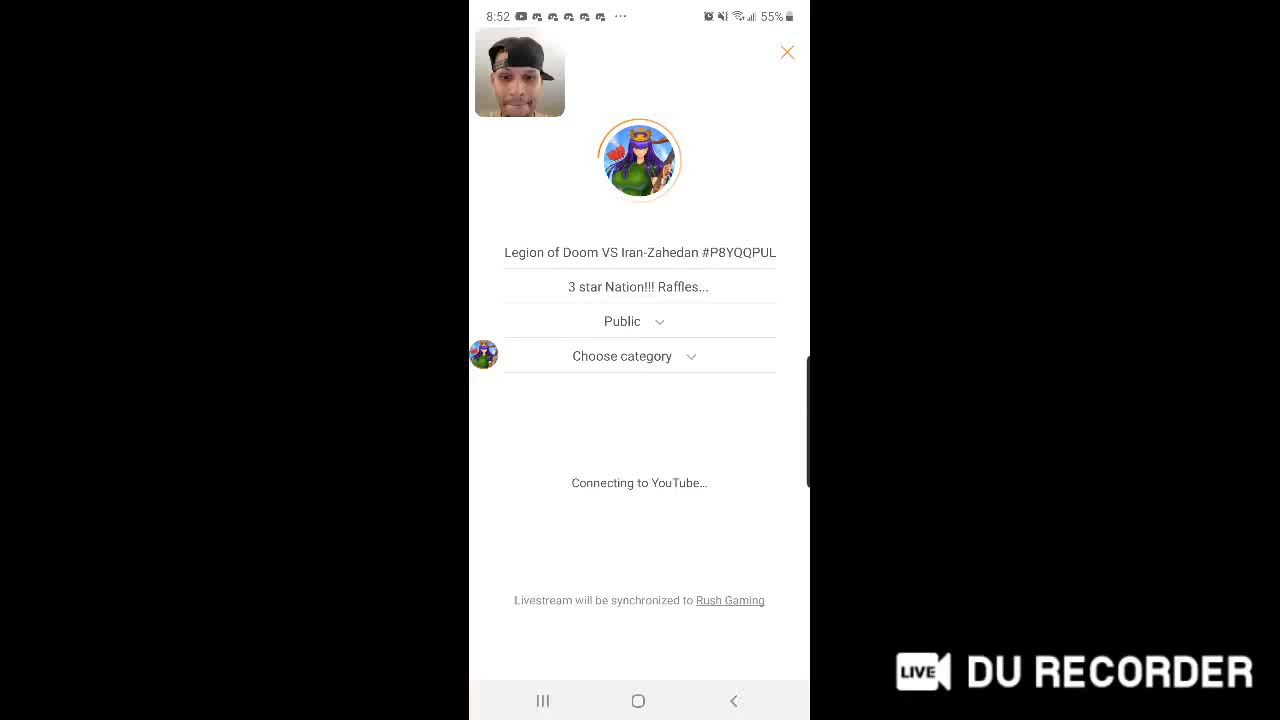 8:52
55%
Legion of Doom VS Iran-Zahedan #P8YQQPUL
3 star Nation!!! Raffles...
Public
Choose category
Connecting to YouTube...
Livestream will be synchronized to Rush Gaming
LIVE DU RECORDER